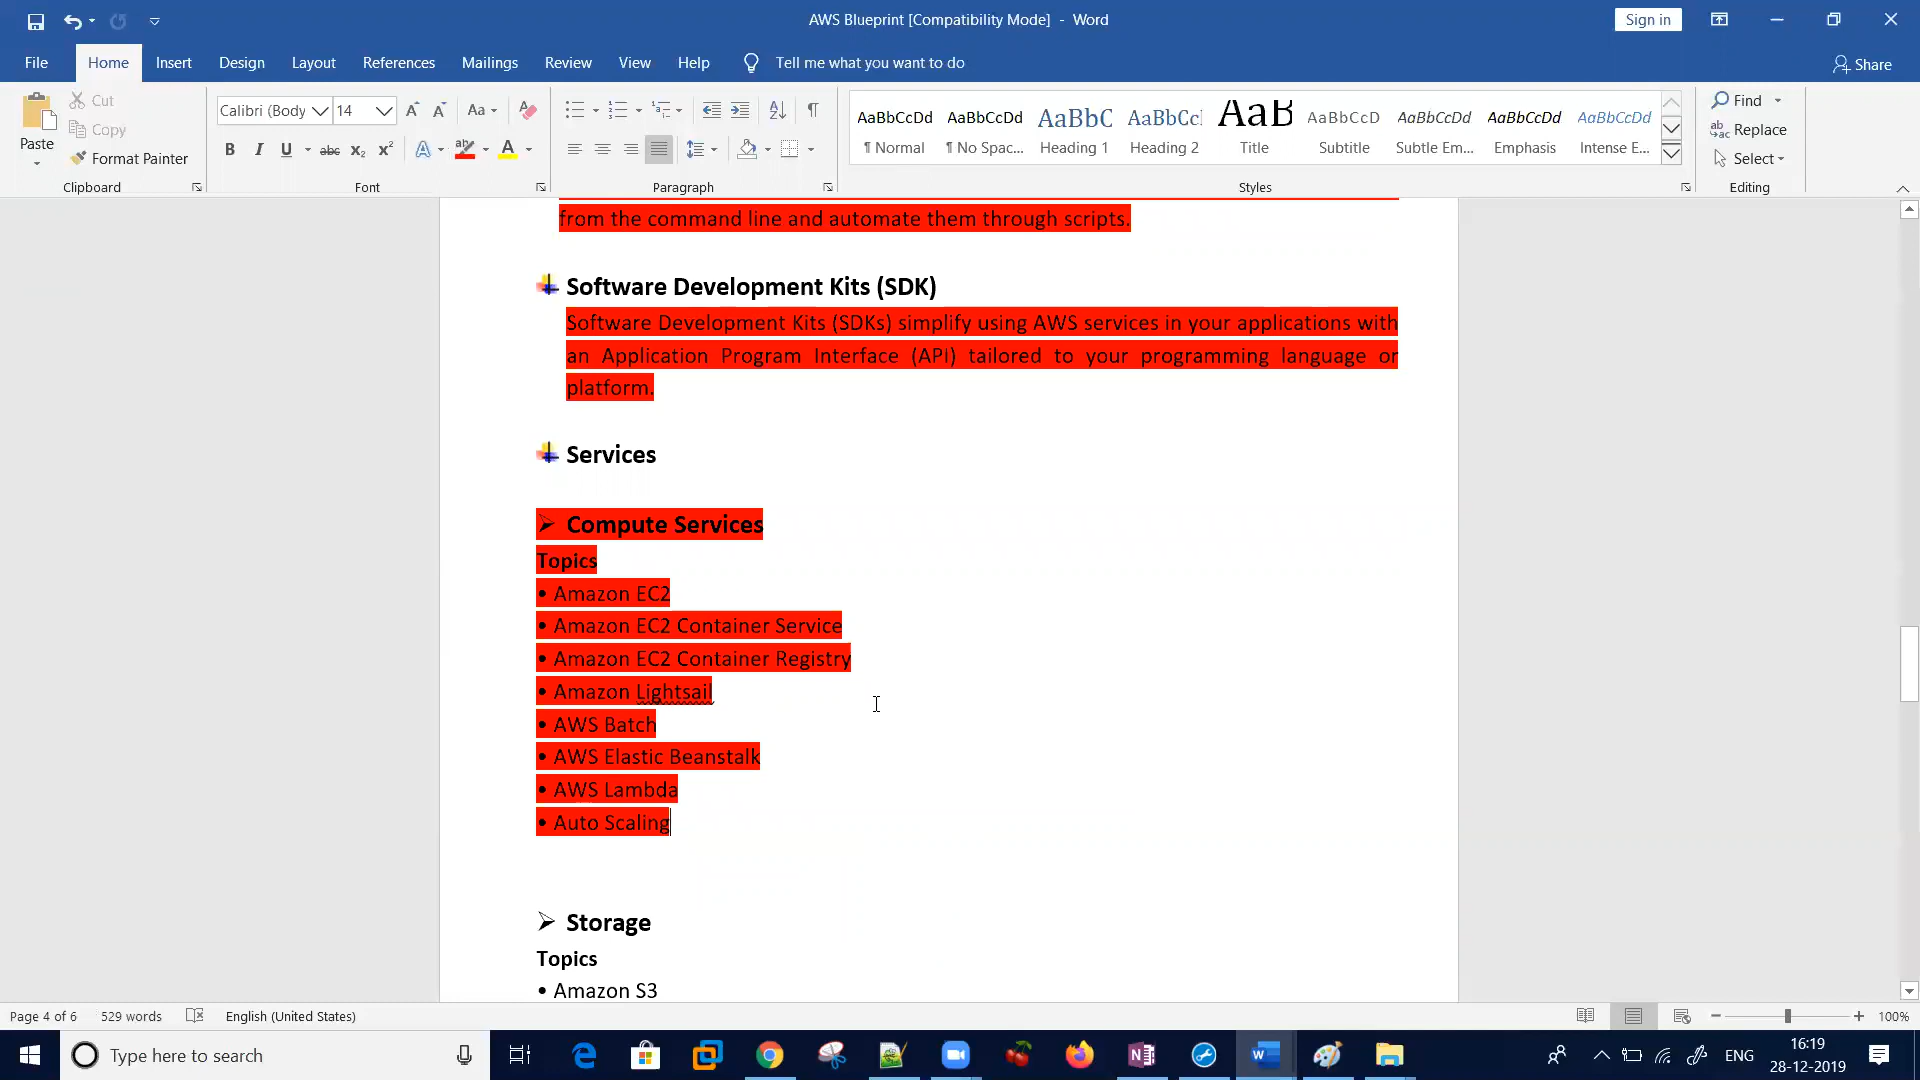 AWS Blueprint [Compatibility Mode] - Word
Sign in
File Home Insert Design Layout References Mailings Review View Help Tell me what you want to do Share
Paste
Cut
Copy
Format Painter
Clipboard
Calibri (Body 14
Aa
B I U abc x₂ x²
A ab A
Font
Paragraph
AaBbCcDd AaBbCcDd AaBbC AaBbCc AaB AaBbCcD AaBbCcDd AaBbCcDd AaBbCcDd
¶ Normal ¶ No Spac... Heading 1 Heading 2 Title Subtitle Subtle Em... Emphasis Intense E...
Styles
Find
Replace
Select
Editing
from the command line and automate them through scripts.
Software Development Kits (SDK)
Software Development Kits (SDKs) simplify using AWS services in your applications with
an Application Program Interface (API) tailored to your programming language or
platform.
Services
➢ Compute Services
Topics
• Amazon EC2
• Amazon EC2 Container Service
• Amazon EC2 Container Registry
• Amazon Lightsail
• AWS Batch
• AWS Elastic Beanstalk
• AWS Lambda
• Auto Scaling
➢ Storage
Topics
• Amazon S3
Page 4 of 6 529 words English (United States) 100%
Type here to search
ENG
16:19
28-12-2019